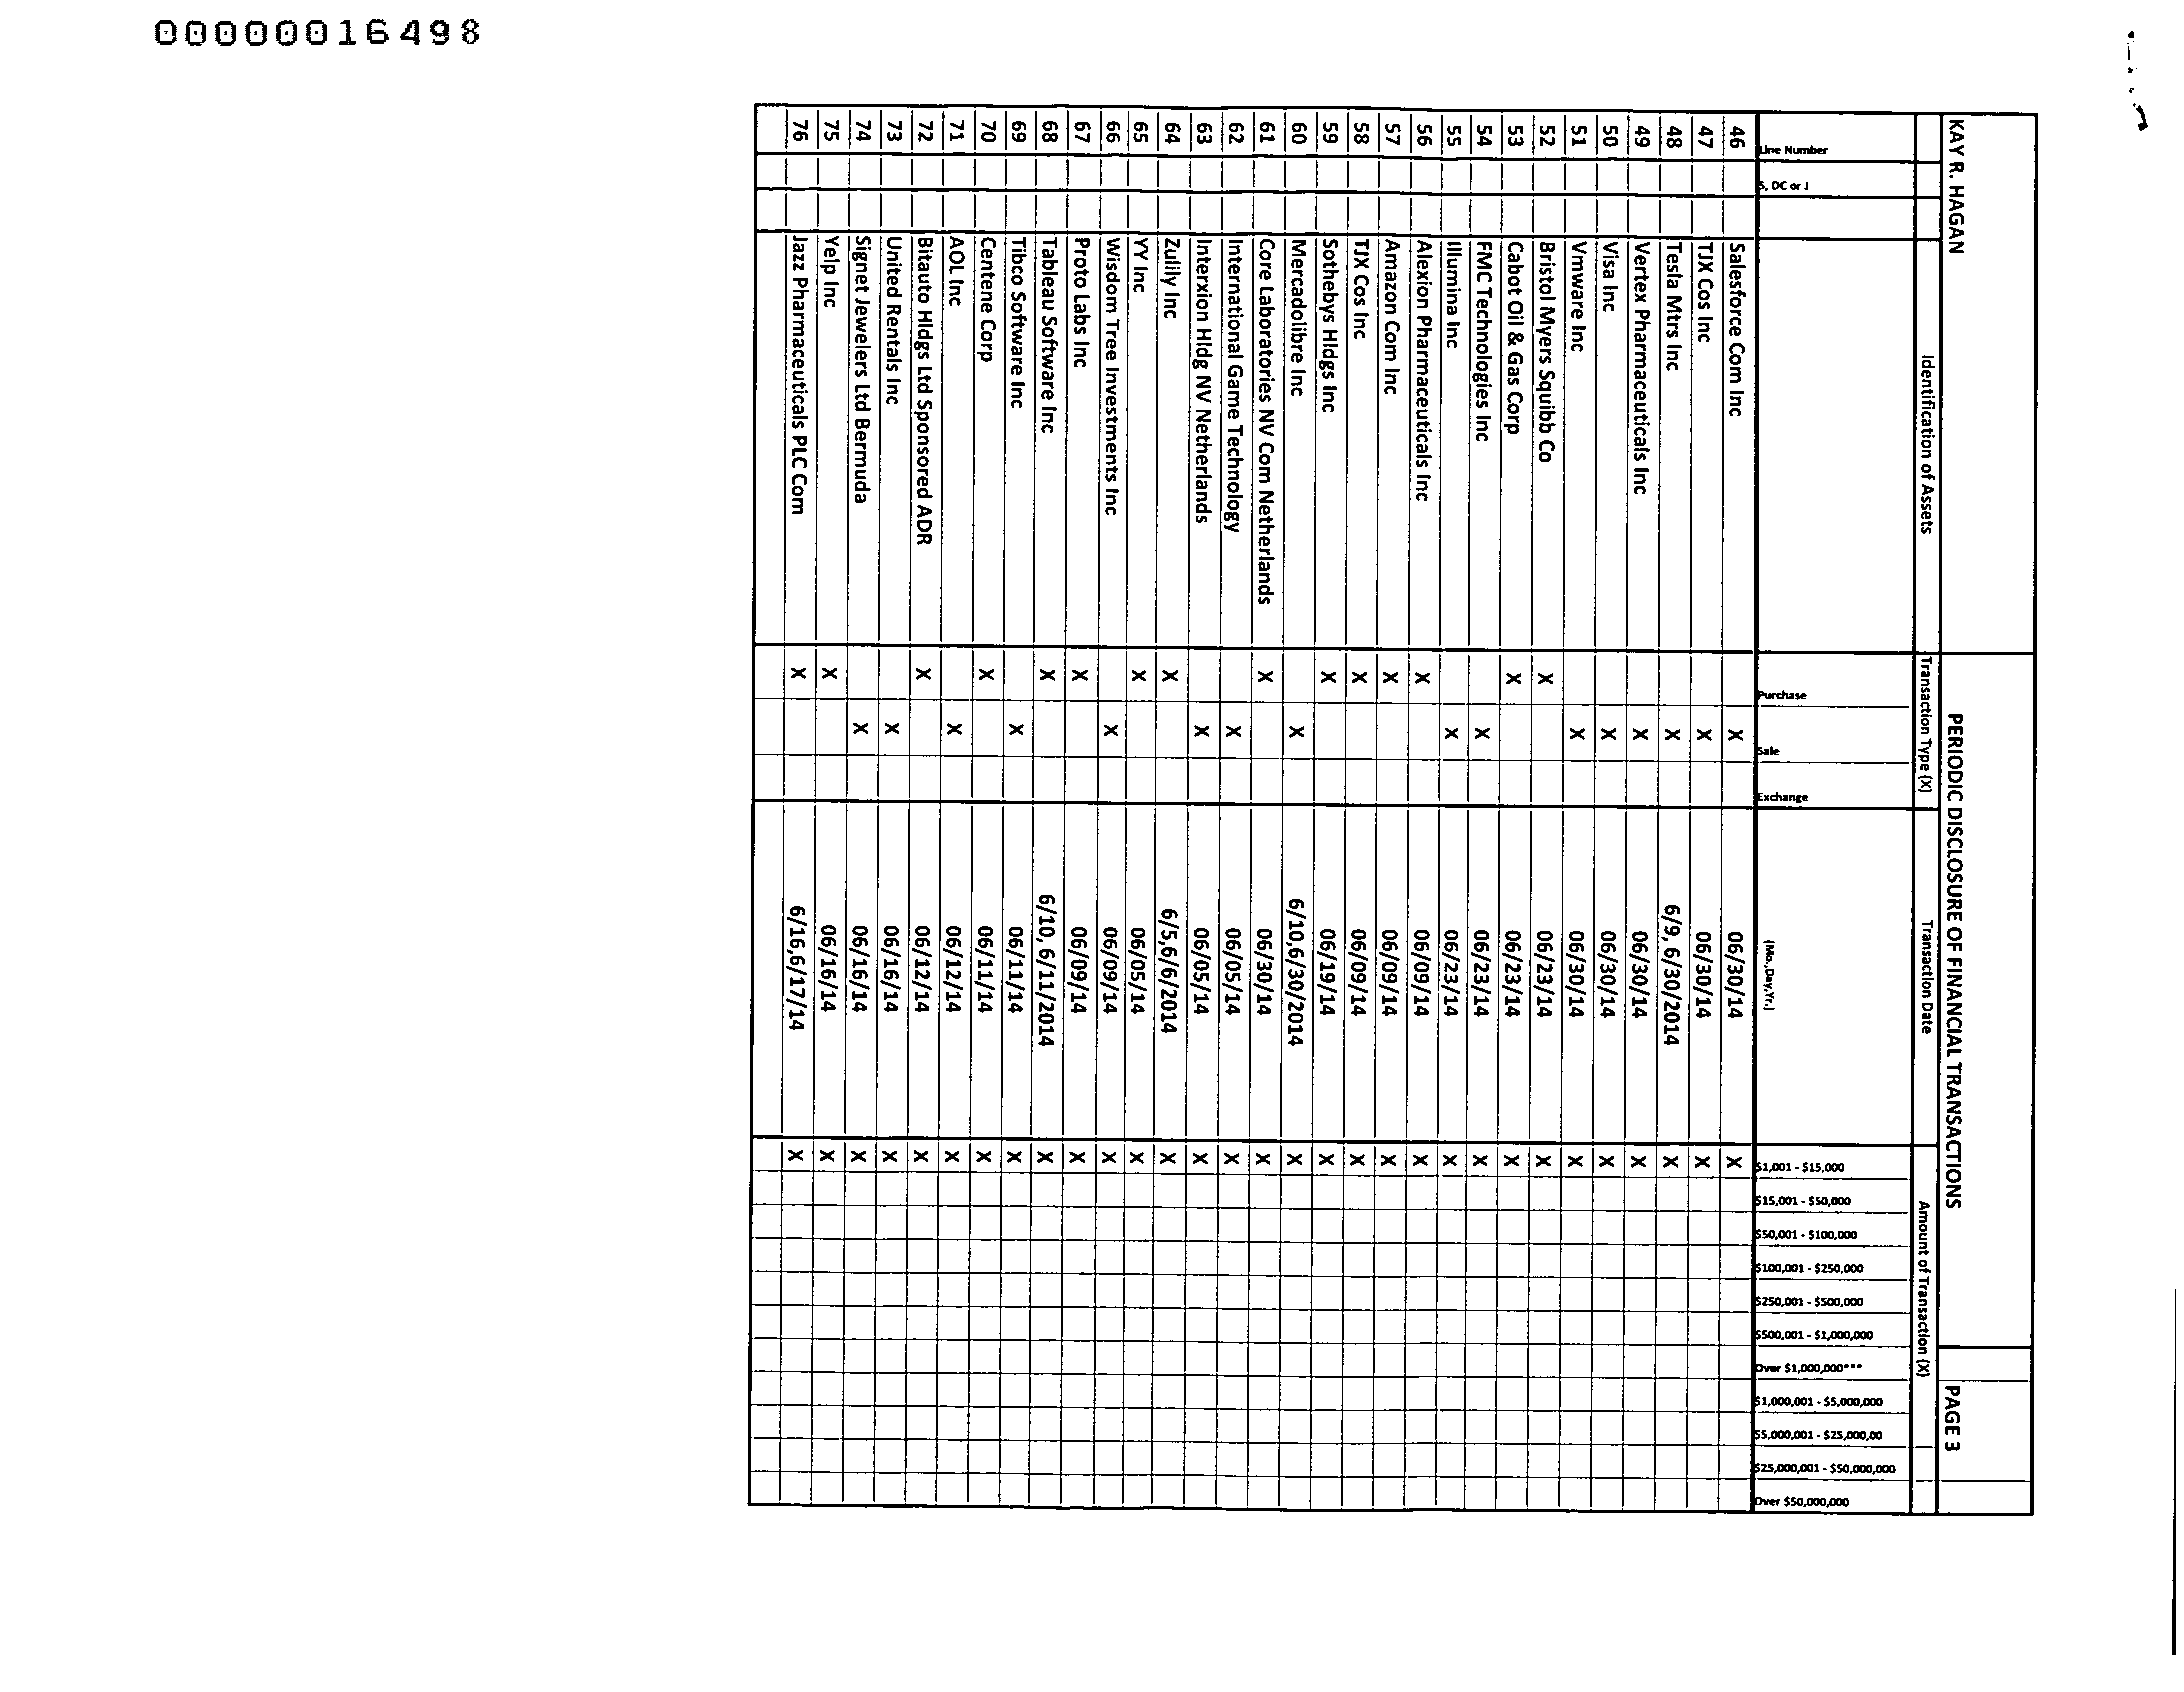 00000016498
KAY R. HAGAN PERIODIC DISCLOSURE OF FINANCIAL TRANSACTIONS PAGE 3
Identification of Assets Transaction Type (X) Transaction Date Amount of Transaction (X)
Line Number S, DC or J Purchase Sale Exchange (Mo.,Day,Yr.) $1,001 - $15,000 $15,001 - $50,000 $50,001 - $100,000 $100,001 - $250,000 $250,001 - $500,000 $500,001 - $1,000,000 Over $1,000,000*** $1,000,001 - $5,000,000 $5,000,001 - $25,000,00 $25,000,001 - $50,000,000 Over $50,000,000
46 Salesforce Com Inc X 06/30/14 X
47 TJX Cos Inc X 06/30/14 X
48 Tesla Mtrs Inc X 6/9, 6/30/2014 X
49 Vertex Pharmaceuticals Inc X 06/30/14 X
50 Visa Inc X 06/30/14 X
51 Vmware Inc X 06/30/14 X
52 Bristol Myers Squibb Co X 06/23/14 X
53 Cabot Oil & Gas Corp X 06/23/14 X
54 FMC Technologies Inc X 06/23/14 X
55 Illumina Inc X 06/23/14 X
56 Alexion Pharmaceuticals Inc X 06/09/14 X
57 Amazon Com Inc X 06/09/14 X
58 TJX Cos Inc X 06/09/14 X
59 Sothebys Hldgs Inc X 06/19/14 X
60 Mercadolibre Inc X 6/10,6/30/2014 X
61 Core Laboratories NV Com Netherlands X 06/30/14 X
62 International Game Technology X 06/05/14 X
63 Interxion Hldg NV Netherlands X 06/05/14 X
64 Zulily Inc X 6/5,6/6/2014 X
65 YY Inc X 06/05/14 X
66 Wisdom Tree Investments Inc X 06/09/14 X
67 Proto Labs Inc X 06/09/14 X
68 Tableau Software Inc X 6/10, 6/11/2014 X
69 Tibco Software Inc X 06/11/14 X
70 Centene Corp X 06/11/14 X
71 AOL Inc X 06/12/14 X
72 Bitauto Hldgs Ltd Sponsored ADR X 06/12/14 X
73 United Rentals Inc X 06/16/14 X
74 Signet Jewelers Ltd Bermuda X 06/16/14 X
75 Yelp Inc X 06/16/14 X
76 Jazz Pharmaceuticals PLC Com X 6/16,6/17/14 X